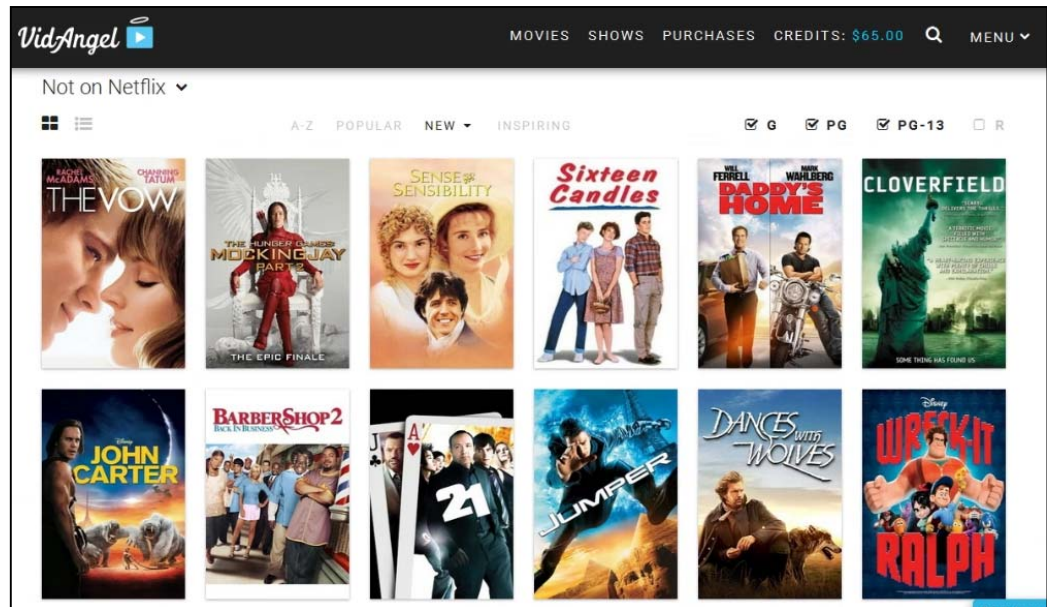 VidAngel
MOVIES SHOWS PURCHASES CREDITS: $65.00 MENU
Not on Netflix
A-Z POPULAR NEW INSPIRING G PG PG-13 R
RACHEL McADAMS CHANNING TATUM
THE VOW
THE HUNGER GAMES
MOCKINGJAY
PART 2
THE EPIC FINALE
SENSE and
SENSIBILITY
Sixteen
Candles
WILL FERRELL MARK WAHLBERG
DADDY'S
HOME
CLOVERFIELD
SOME THING HAS FOUND US
Disney
JOHN
CARTER
BARBERSHOP2
BACK IN BUSINESS
J A
21
JUMPER
DANCES WITH
WOLVES
Disney
WRECK-IT
RALPH